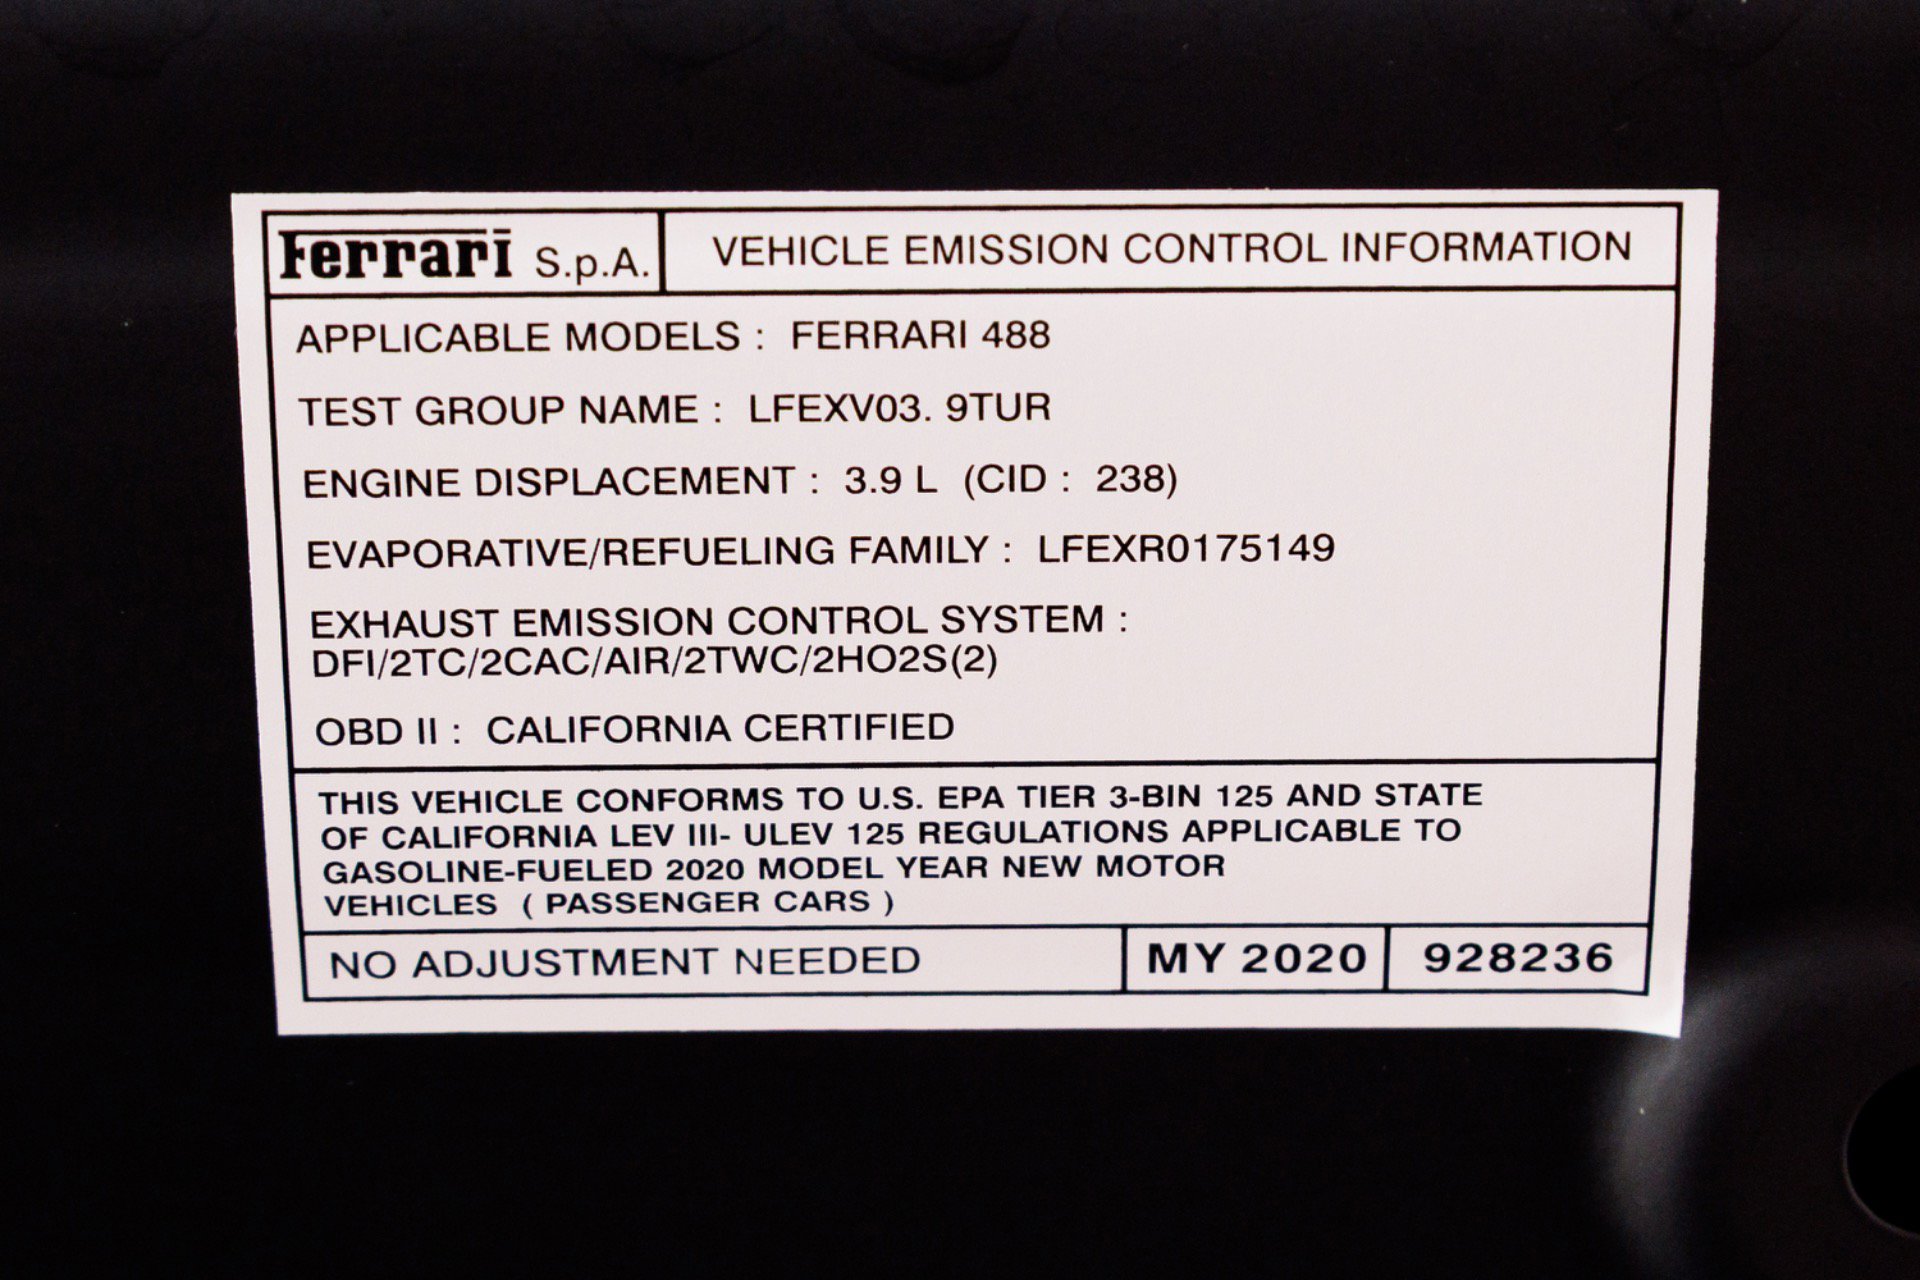 Ferrari S.p.A. VEHICLE EMISSION CONTROL INFORMATION
APPLICABLE MODELS : FERRARI 488
TEST GROUP NAME : LFEXV03. 9TUR
ENGINE DISPLACEMENT : 3.9 L (CID : 238)
EVAPORATIVE/REFUELING FAMILY : LFEXR0175149
EXHAUST EMISSION CONTROL SYSTEM :
DFI/2TC/2CAC/AIR/2TWC/2HO2S(2)
OBD II : CALIFORNIA CERTIFIED
THIS VEHICLE CONFORMS TO U.S. EPA TIER 3-BIN 125 AND STATE
OF CALIFORNIA LEV III- ULEV 125 REGULATIONS APPLICABLE TO
GASOLINE-FUELED 2020 MODEL YEAR NEW MOTOR
VEHICLES ( PASSENGER CARS )
NO ADJUSTMENT NEEDED MY 2020 928236